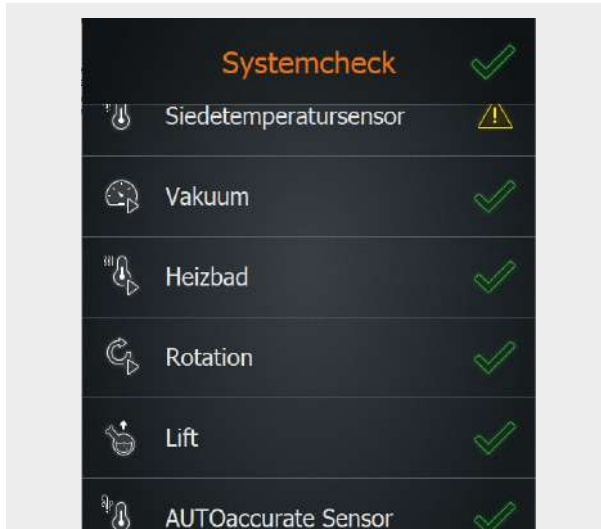 Systemcheck
Siedetemperatursensor
Vakuum
Heizbad
Rotation
Lift
AUTOaccurate Sensor